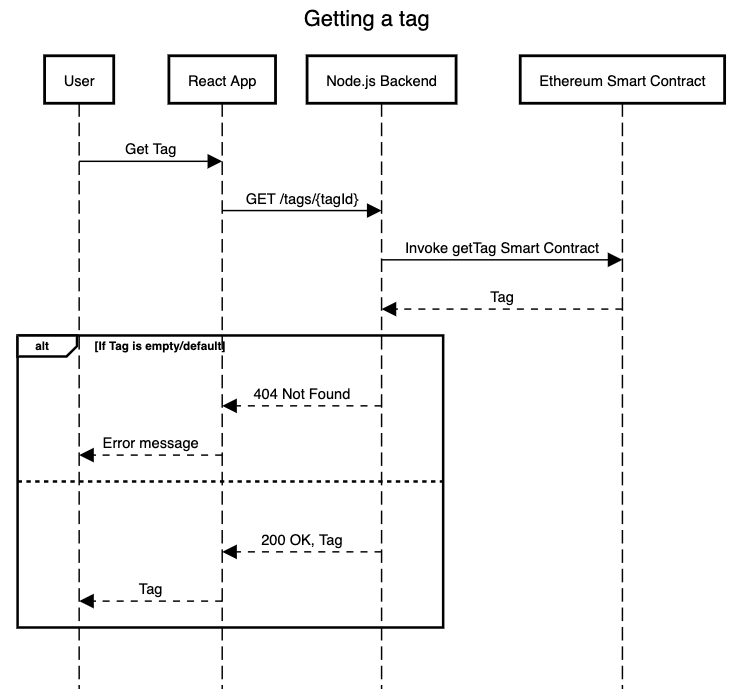 Getting a tag
User
React App
Node.js Backend
Ethereum Smart Contract
Get Tag
GET /tags/{tagId}
Invoke getTag Smart Contract
Tag
alt
[If Tag is empty/default]
404 Not Found
Error message
200 OK, Tag
Tag